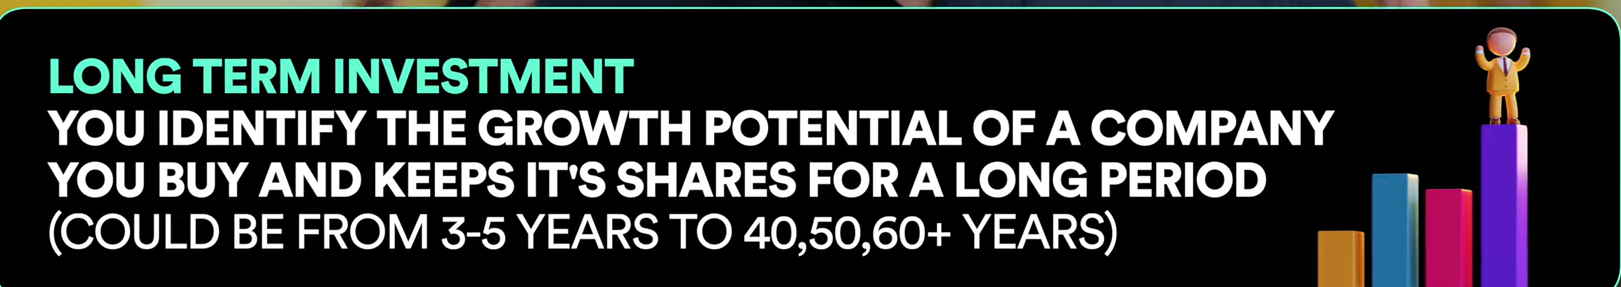 LONG TERM INVESTMENT
YOU IDENTIFY THE GROWTH POTENTIAL OF A COMPANY
YOU BUY AND KEEPS IT'S SHARES FOR A LONG PERIOD
(COULD BE FROM 3-5 YEARS TO 40,50,60+ YEARS)